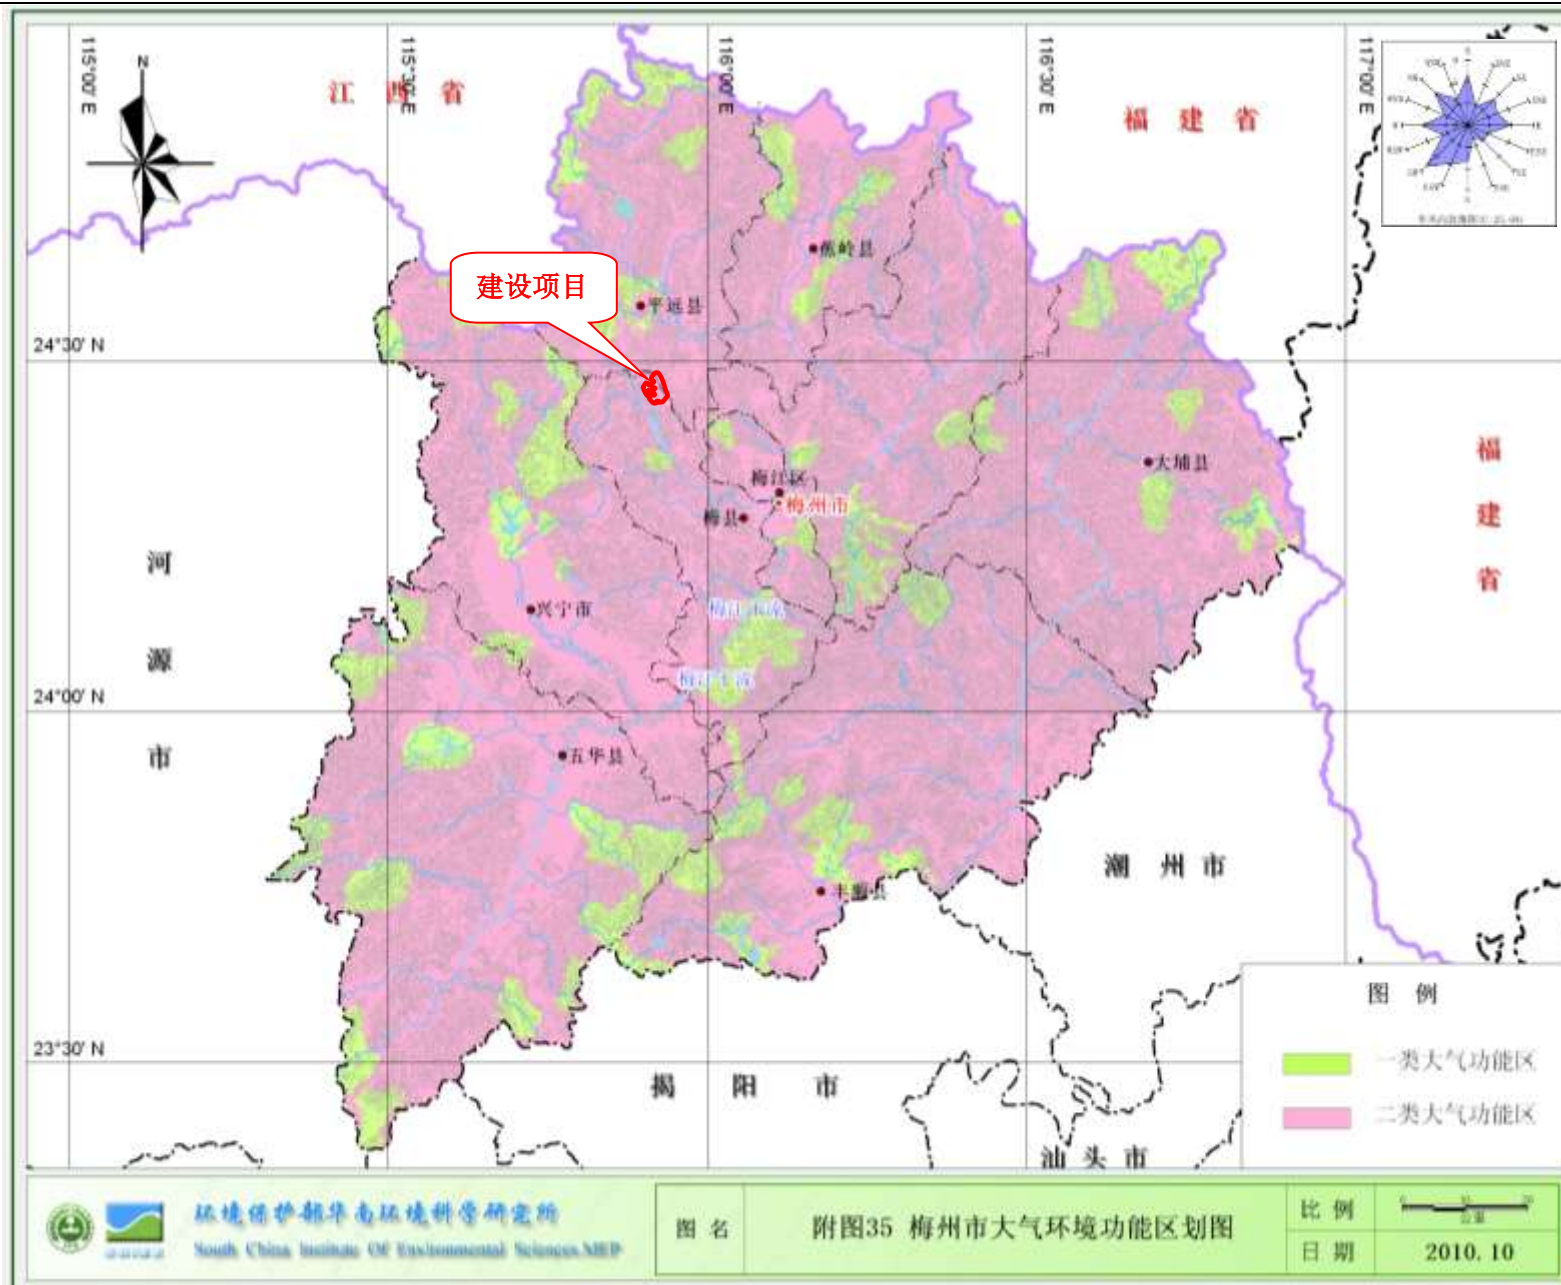 115°00′ E
115°30′ E
116°00′ E
116°30′ E
117°00′ E
N
江西省
福建省
建设项目
蕉岭县
平远县
24°30′ N
大埔县
福建省
梅江区
梅州市
梅县
河源市
兴宁市
24°00′ N
五华县
潮州市
丰顺县
23°30′ N
揭阳市
汕头市
图 例
一类大气功能区
二类大气功能区
环境保护部华南环境科学研究所
South China Institute Of Environmental Sciences.MEP
图 名
附图35 梅州市大气环境功能区划图
比 例
公里
日 期
2010.10